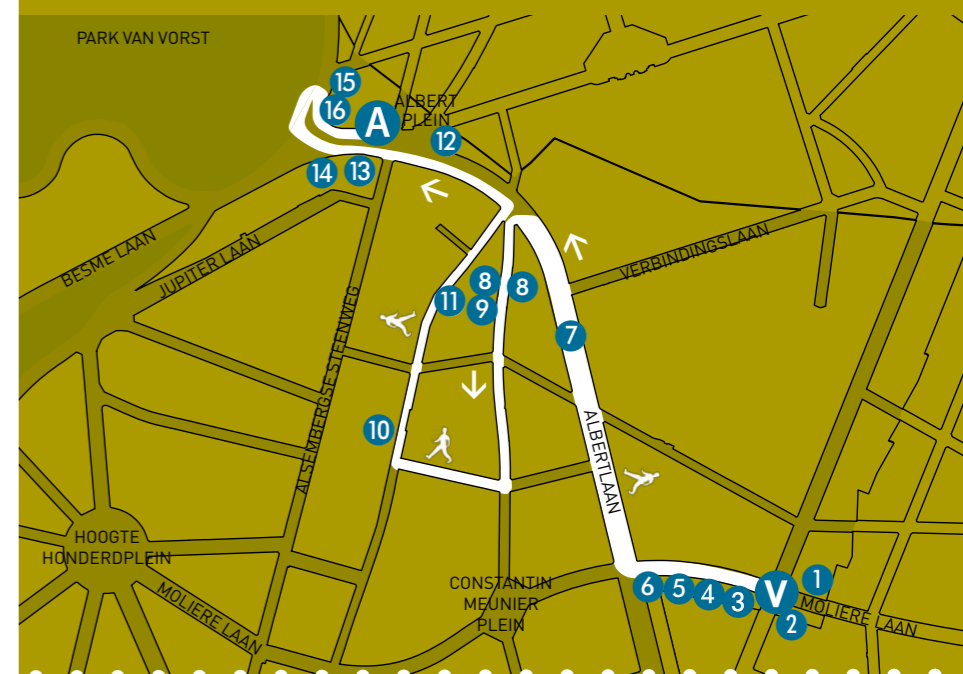 PARK VAN VORST
15
16
A
ALBERT
PLEIN
12
14
13
BESME LAAN
JUPITER LAAN
VERBINDINGSLAAN
8
8
11
9
7
ALSEMBERGSE STEENWEG
10
ALBERTLAAN
HOOGTE
HONDERDPLEIN
MOLIERE LAAN
CONSTANTIN
MEUNIER
PLEIN
6
5
4
3
V
1
2
MOLIERE LAAN